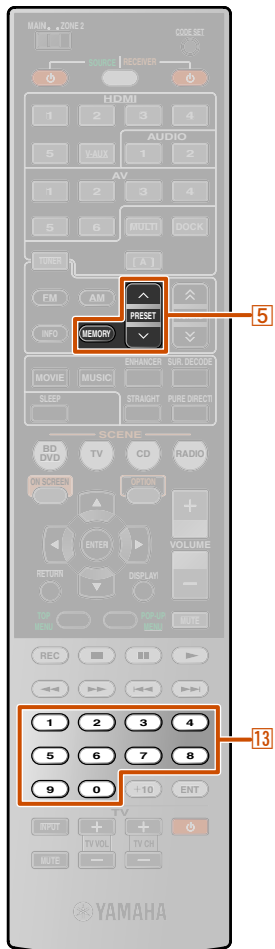 MAIN ZONE 2 CODE SET
SOURCE RECEIVER
HDMI
1 2 3 4
AUDIO
5 V-AUX 1 2
AV
1 2 3 4
5 6 MULTI DOCK
TUNER [ A ]
FM AM PRESET 5
INFO MEMORY
ENHANCER SUR. DECODE
MOVIE MUSIC
SLEEP STRAIGHT PURE DIRECT
SCENE
BD DVD TV CD RADIO
ON SCREEN OPTION
ENTER VOLUME
RETURN DISPLAY
TOP MENU POP-UP MENU MUTE
REC
1 2 3 4
13
5 6 7 8
9 0 +10 ENT
TV
INPUT TV VOL TV CH
MUTE
YAMAHA